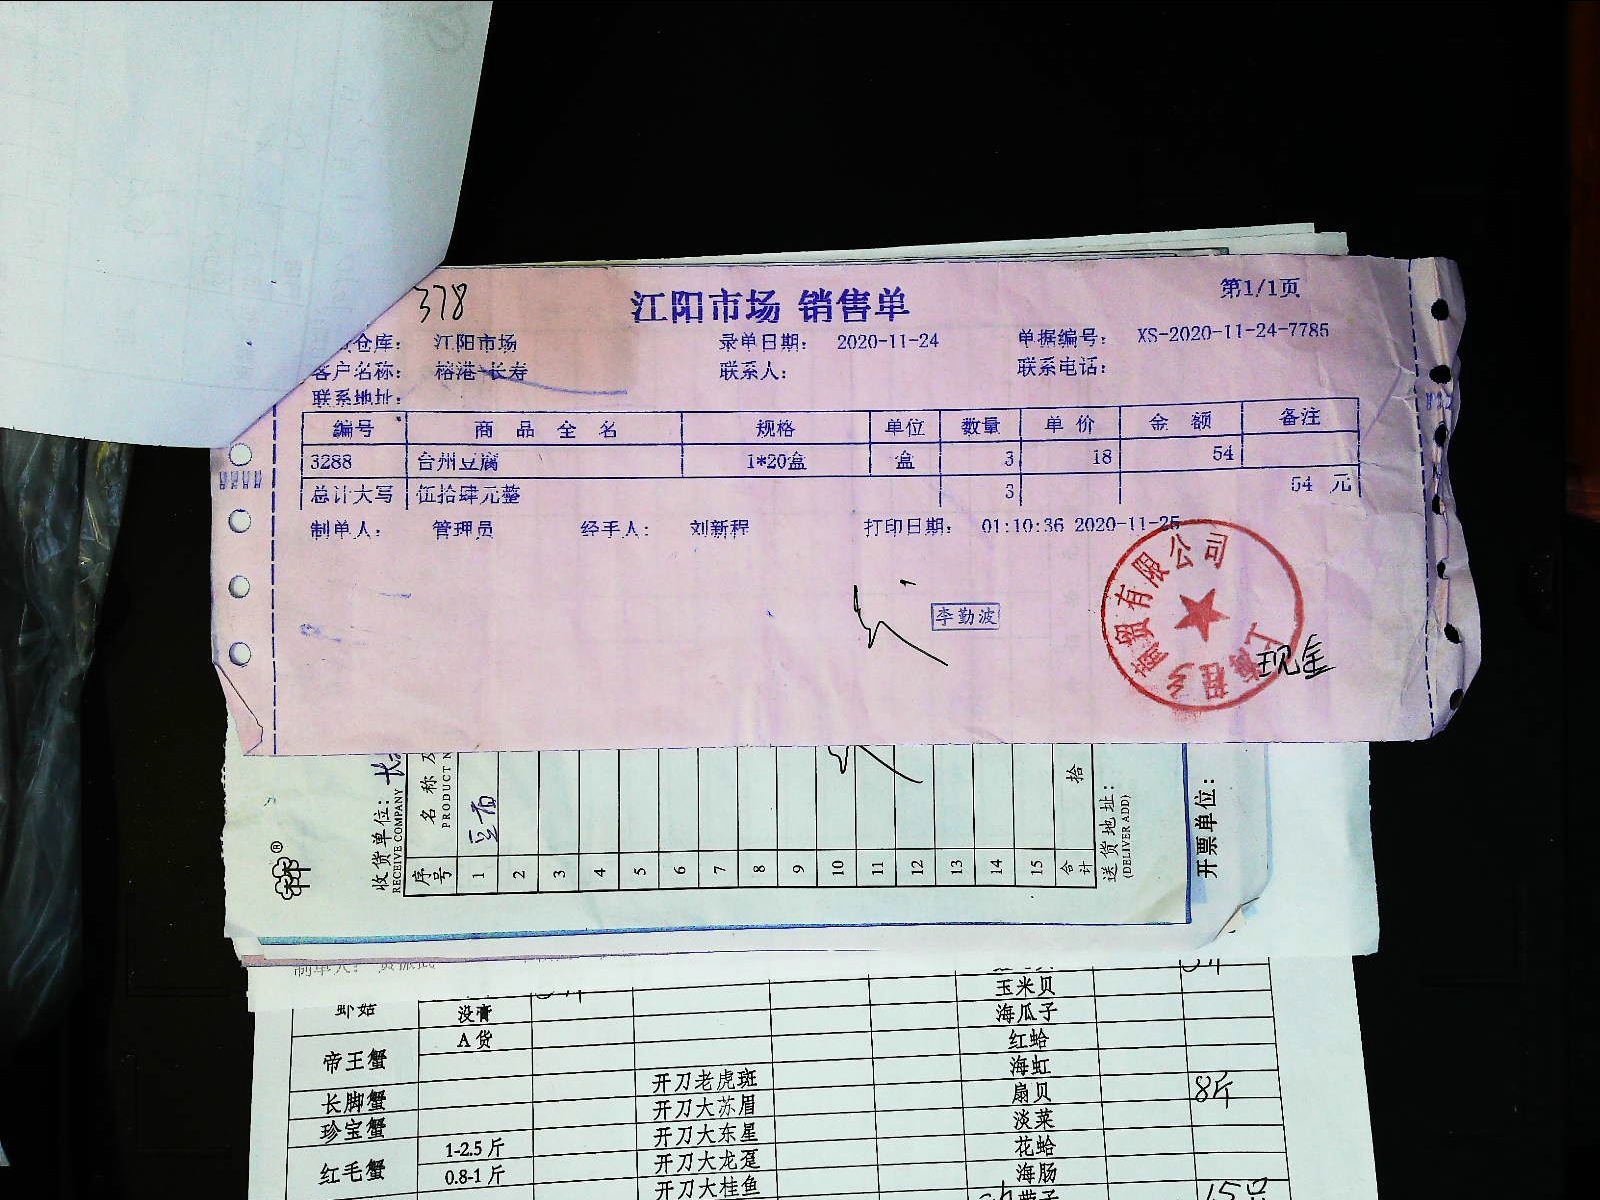 378
江阳市场 销售单
第1/1页
仓库： 江阳市场 录单日期： 2020-11-24 单据编号： XS-2020-11-24-7785
客户名称： 榕港-长寿 联系人： 联系电话：
联系地址：
编号 商品全名 规格 单位 数量 单价 金额 备注
3288 台州豆腐 1*20盒 盒 3 18 54
总计大写 伍拾肆元整 3 54 元
制单人： 管理员 经手人： 刘新程 打印日期： 01:10:36 2020-11-25
李勤波
商贸有限公司
现金
收货单位：
RECEIVE COMPANY
名称
PRODUCT
序号
1 2 3 4 5 6 7 8 9 10 11 12 13 14 15
合计
拾
送货地址：
(DELIVER ADD)
开票单位：
虾菇 没膏 玉米贝
帝王蟹 A货 海瓜子
红蛤
海虹
长脚蟹 开刀老虎斑 扇贝 8斤
珍宝蟹 开刀大苏眉 淡菜
红毛蟹 1-2.5斤 开刀大东星 花蛤
0.8-1斤 开刀大龙趸 海肠
开刀大桂鱼 带子